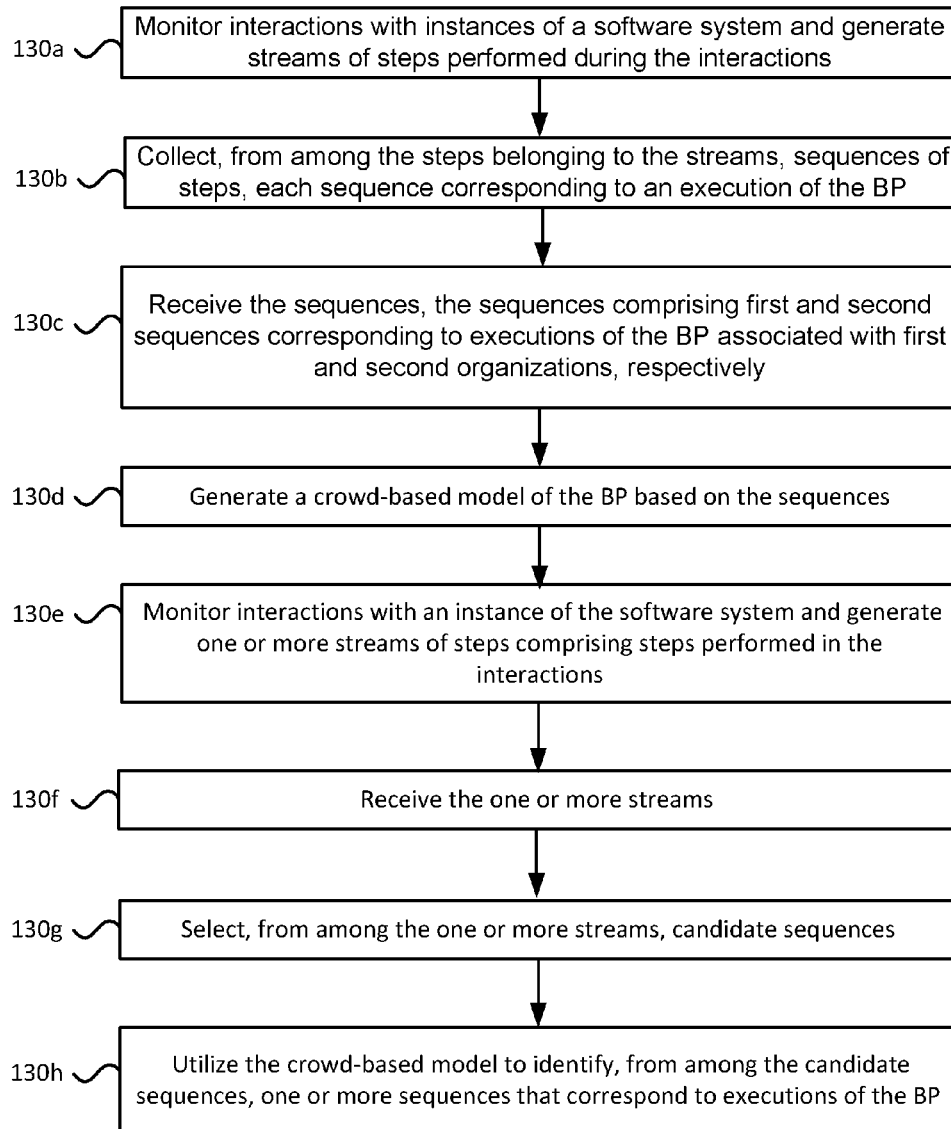 130a
Monitor interactions with instances of a software system and generate
streams of steps performed during the interactions
130b
Collect, from among the steps belonging to the streams, sequences of
steps, each sequence corresponding to an execution of the BP
130c
Receive the sequences, the sequences comprising first and second
sequences corresponding to executions of the BP associated with first
and second organizations, respectively
130d
Generate a crowd-based model of the BP based on the sequences
130e
Monitor interactions with an instance of the software system and generate
one or more streams of steps comprising steps performed in the
interactions
130f
Receive the one or more streams
130g
Select, from among the one or more streams, candidate sequences
130h
Utilize the crowd-based model to identify, from among the candidate
sequences, one or more sequences that correspond to executions of the BP